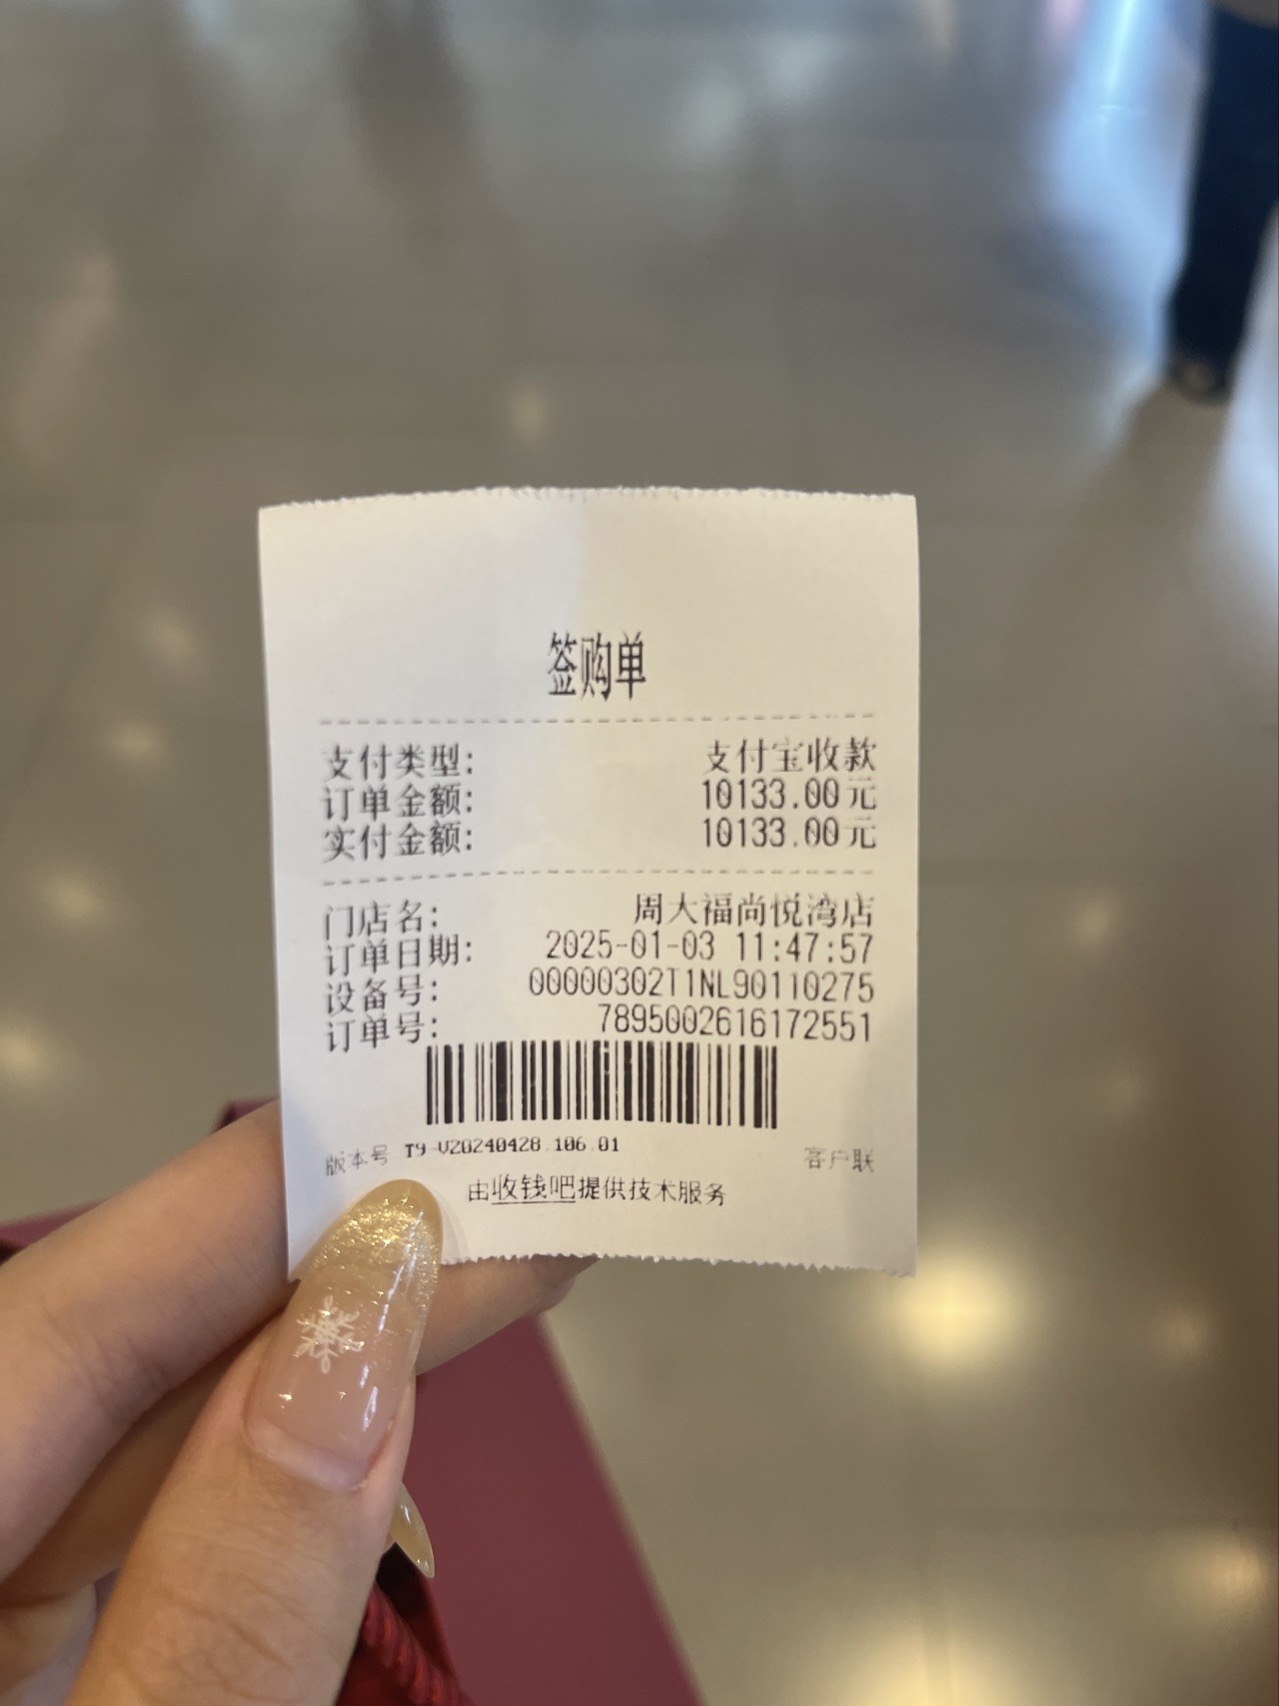 签购单
支付类型: 支付宝收款
订单金额: 10133.00元
实付金额: 10133.00元
门店名: 周大福尚悦湾店
订单日期: 2025-01-03 11:47:57
设备号: 00000302T1NL90110275
订单号: 7895002616172551
版本号 T9-V20240428.106.01 客户联
由收钱吧提供技术服务